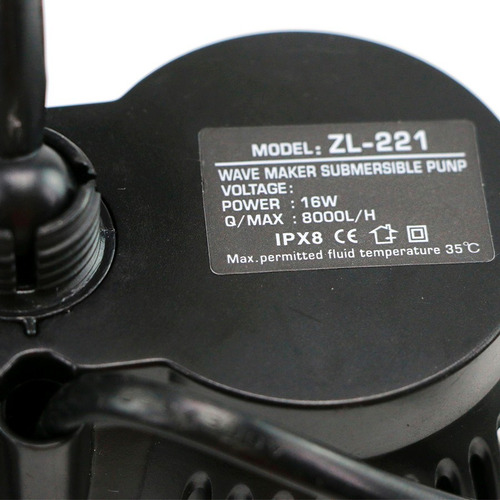 MODEL: ZL-221
WAVE MAKER SUBMERSIBLE PUNP
VOLTAGE:
POWER : 16W
Q/MAX : 8000L/H
IPX8 CE
Max.permitted fluid temperature 35℃